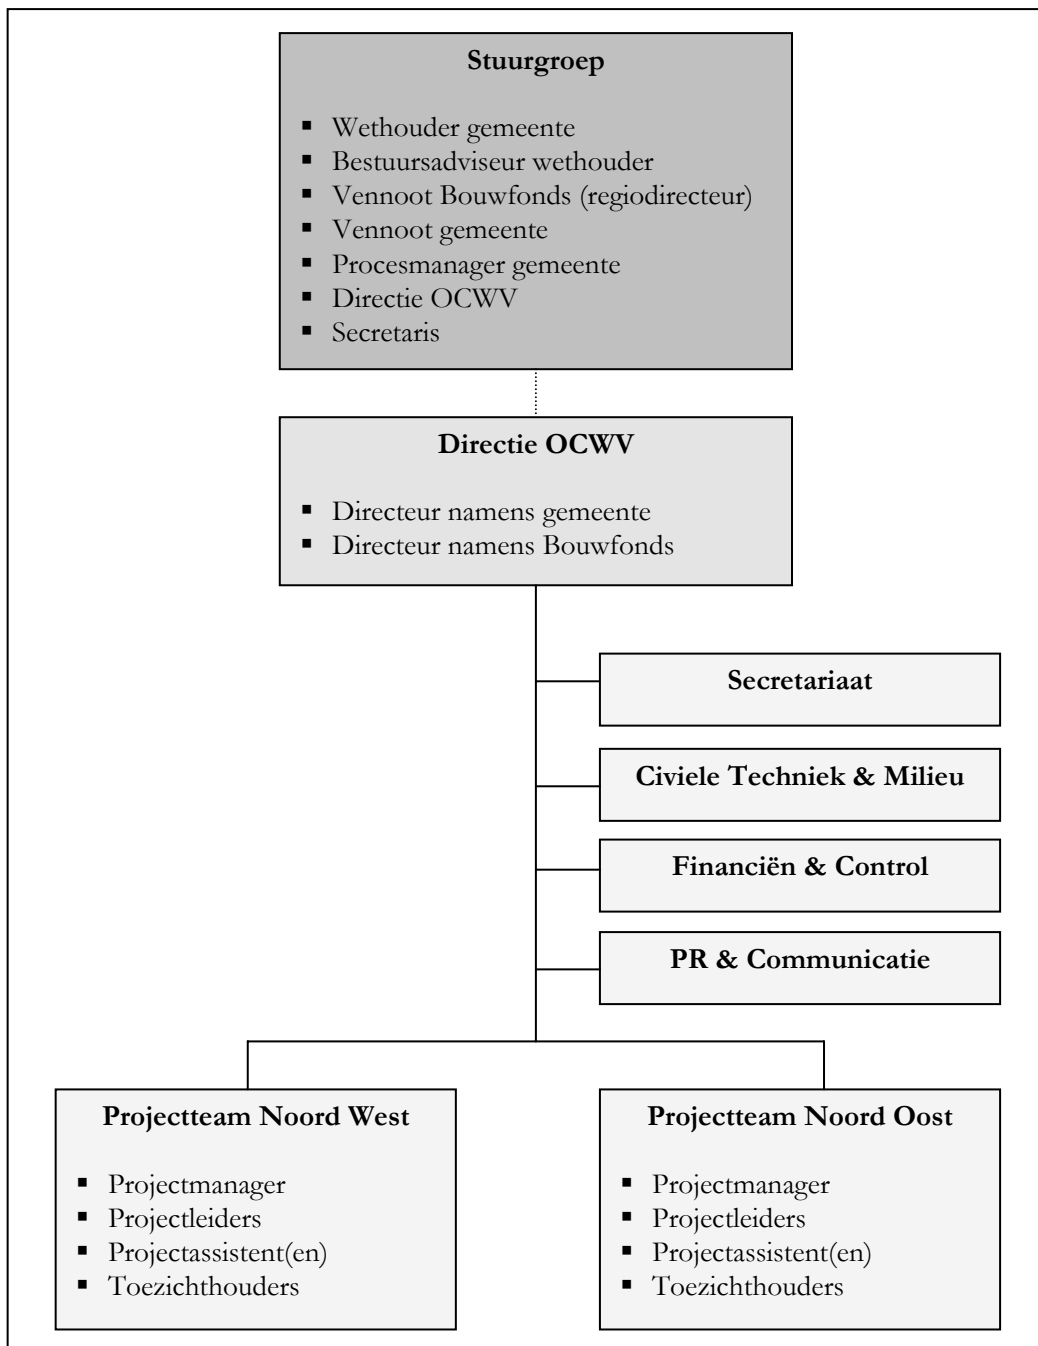 Stuurgroep
▪ Wethouder gemeente
▪ Bestuursadviseur wethouder
▪ Vennoot Bouwfonds (regiodirecteur)
▪ Vennoot gemeente
▪ Procesmanager gemeente
▪ Directie OCWV
▪ Secretaris
Directie OCWV
▪ Directeur namens gemeente
▪ Directeur namens Bouwfonds
Secretariaat
Civiele Techniek & Milieu
Financiën & Control
PR & Communicatie
Projectteam Noord West
▪ Projectmanager
▪ Projectleiders
▪ Projectassistent(en)
▪ Toezichthouders
Projectteam Noord Oost
▪ Projectmanager
▪ Projectleiders
▪ Projectassistent(en)
▪ Toezichthouders